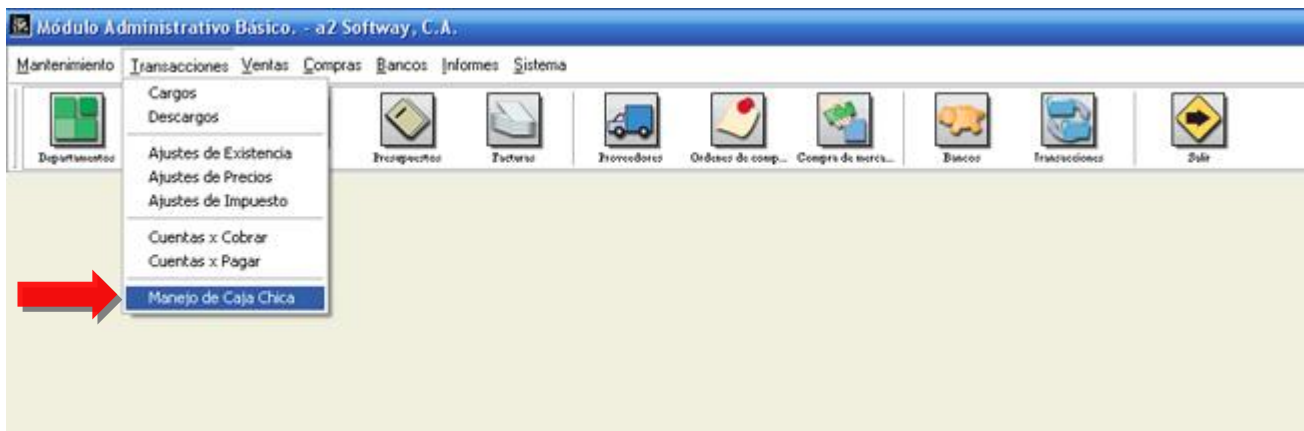 Módulo Administrativo Básico. - a2 Softway, C.A.
Mantenimiento Transacciones Ventas Compras Bancos Informes Sistema
Cargos
Descargos
Ajustes de Existencia
Ajustes de Precios
Ajustes de Impuesto
Cuentas x Cobrar
Cuentas x Pagar
Manejo de Caja Chica
Departamentos Presupuestos Facturas Proveedores Ordenes de comp... Compra de merca... Bancos Transacciones Salir